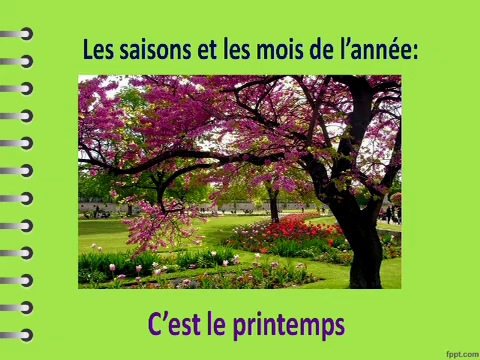 Les saisons et les mois de l’année:
C’est le printemps
fppt.com